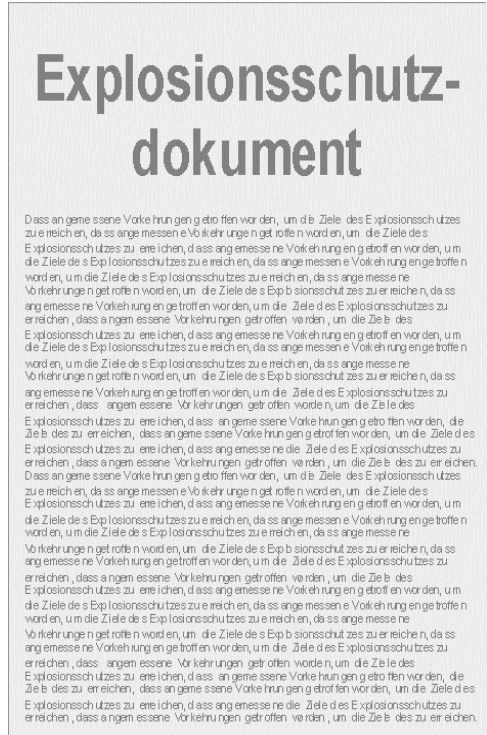 Explosionsschutz-
dokument
Dass angemessene Vorkehrungen getroffen worden, um die Ziele des Explosionsschutzes
zu erreichen, dass angemessene Vorkehrungen getroffen worden, um die Ziele des
Explosionsschutzes zu erreichen, dass angemessene Vorkehrungen getroffen worden, um
die Ziele des Explosionsschutzes zu erreichen, dass angemessene Vorkehrungen getroffen
worden, um die Ziele des Explosionsschutzes zu erreichen, dass angemessene
Vorkehrungen getroffen worden, um die Ziele des Explosionsschutzes zu erreichen, dass
angemessene Vorkehrungen getroffen worden, um die Ziele des Explosionsschutzes zu
erreichen, dass angemessene Vorkehrungen getroffen worden, um die Ziele des
Explosionsschutzes zu erreichen, dass angemessene Vorkehrungen getroffen worden, um
die Ziele des Explosionsschutzes zu erreichen, dass angemessene Vorkehrungen getroffen
worden, um die Ziele des Explosionsschutzes zu erreichen, dass angemessene
Vorkehrungen getroffen worden, um die Ziele des Explosionsschutzes zu erreichen, dass
angemessene Vorkehrungen getroffen worden, um die Ziele des Explosionsschutzes zu
erreichen, dass angemessene Vorkehrungen getroffen worden, um die Ziele des
Explosionsschutzes zu erreichen, dass angemessene Vorkehrungen getroffen worden, die
Ziele des zu erreichen, dass angemessene Vorkehrungen getroffen worden, um die Ziele des
Explosionsschutzes zu erreichen, dass angemessene die Ziele des Explosionsschutzes zu
erreichen, dass angemessene Vorkehrungen getroffen worden, um die Ziele des zu erreichen.
Dass angemessene Vorkehrungen getroffen worden, um die Ziele des Explosionsschutzes
zu erreichen, dass angemessene Vorkehrungen getroffen worden, um die Ziele des
Explosionsschutzes zu erreichen, dass angemessene Vorkehrungen getroffen worden, um
die Ziele des Explosionsschutzes zu erreichen, dass angemessene Vorkehrungen getroffen
worden, um die Ziele des Explosionsschutzes zu erreichen, dass angemessene
Vorkehrungen getroffen worden, um die Ziele des Explosionsschutzes zu erreichen, dass
angemessene Vorkehrungen getroffen worden, um die Ziele des Explosionsschutzes zu
erreichen, dass angemessene Vorkehrungen getroffen worden, um die Ziele des
Explosionsschutzes zu erreichen, dass angemessene Vorkehrungen getroffen worden, um
die Ziele des Explosionsschutzes zu erreichen, dass angemessene Vorkehrungen getroffen
worden, um die Ziele des Explosionsschutzes zu erreichen, dass angemessene
Vorkehrungen getroffen worden, um die Ziele des Explosionsschutzes zu erreichen, dass
angemessene Vorkehrungen getroffen worden, um die Ziele des Explosionsschutzes zu
erreichen, dass angemessene Vorkehrungen getroffen worden, um die Ziele des
Explosionsschutzes zu erreichen, dass angemessene Vorkehrungen getroffen worden, die
Ziele des zu erreichen, dass angemessene Vorkehrungen getroffen worden, um die Ziele des
Explosionsschutzes zu erreichen, dass angemessene die Ziele des Explosionsschutzes zu
erreichen, dass angemessene Vorkehrungen getroffen worden, um die Ziele des zu erreichen.